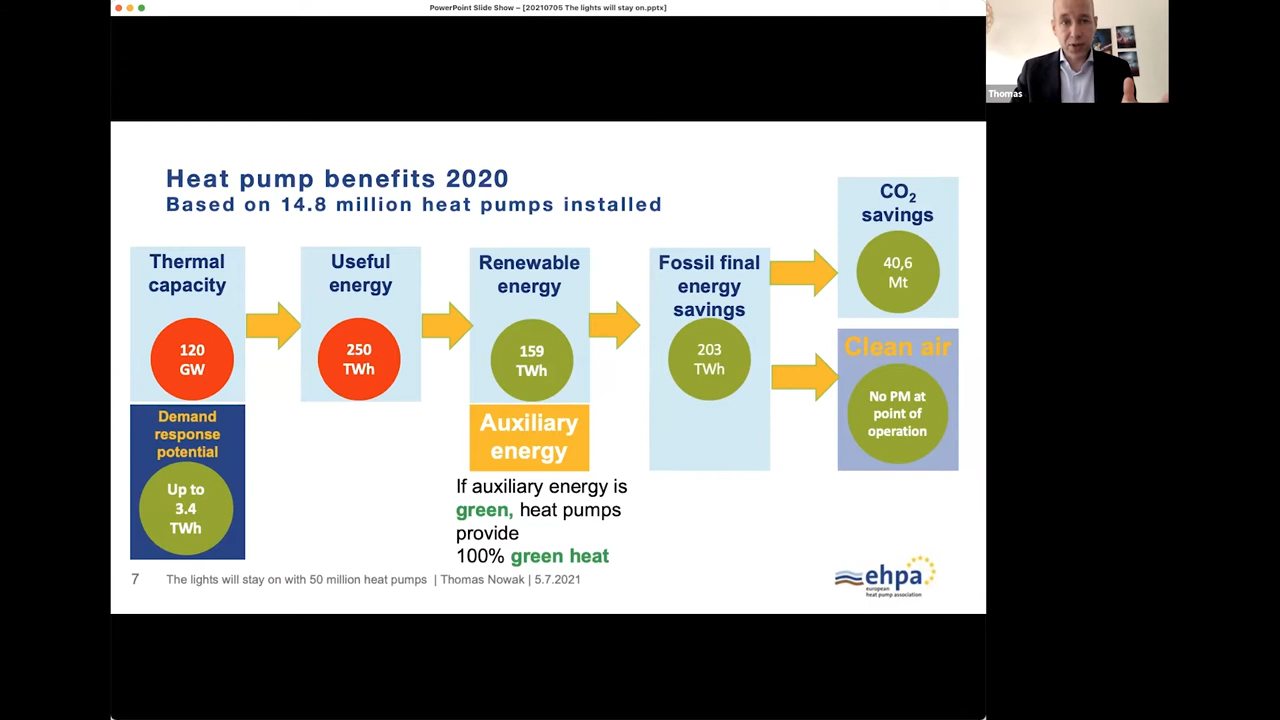 PowerPoint Slide Show – [20210705 The lights will stay on.pptx]
Thomas
Heat pump benefits 2020
Based on 14.8 million heat pumps installed
Thermal
capacity
120
GW
Demand
response
potential
Up to
3.4
TWh
Useful
energy
250
TWh
Renewable
energy
159
TWh
Auxiliary
energy
If auxiliary energy is
green, heat pumps
provide
100% green heat
Fossil final
energy
savings
203
TWh
CO₂
savings
40,6
Mt
Clean air
No PM at
point of
operation
7 The lights will stay on with 50 million heat pumps | Thomas Nowak | 5.7.2021
ehpa
european
heat pump association